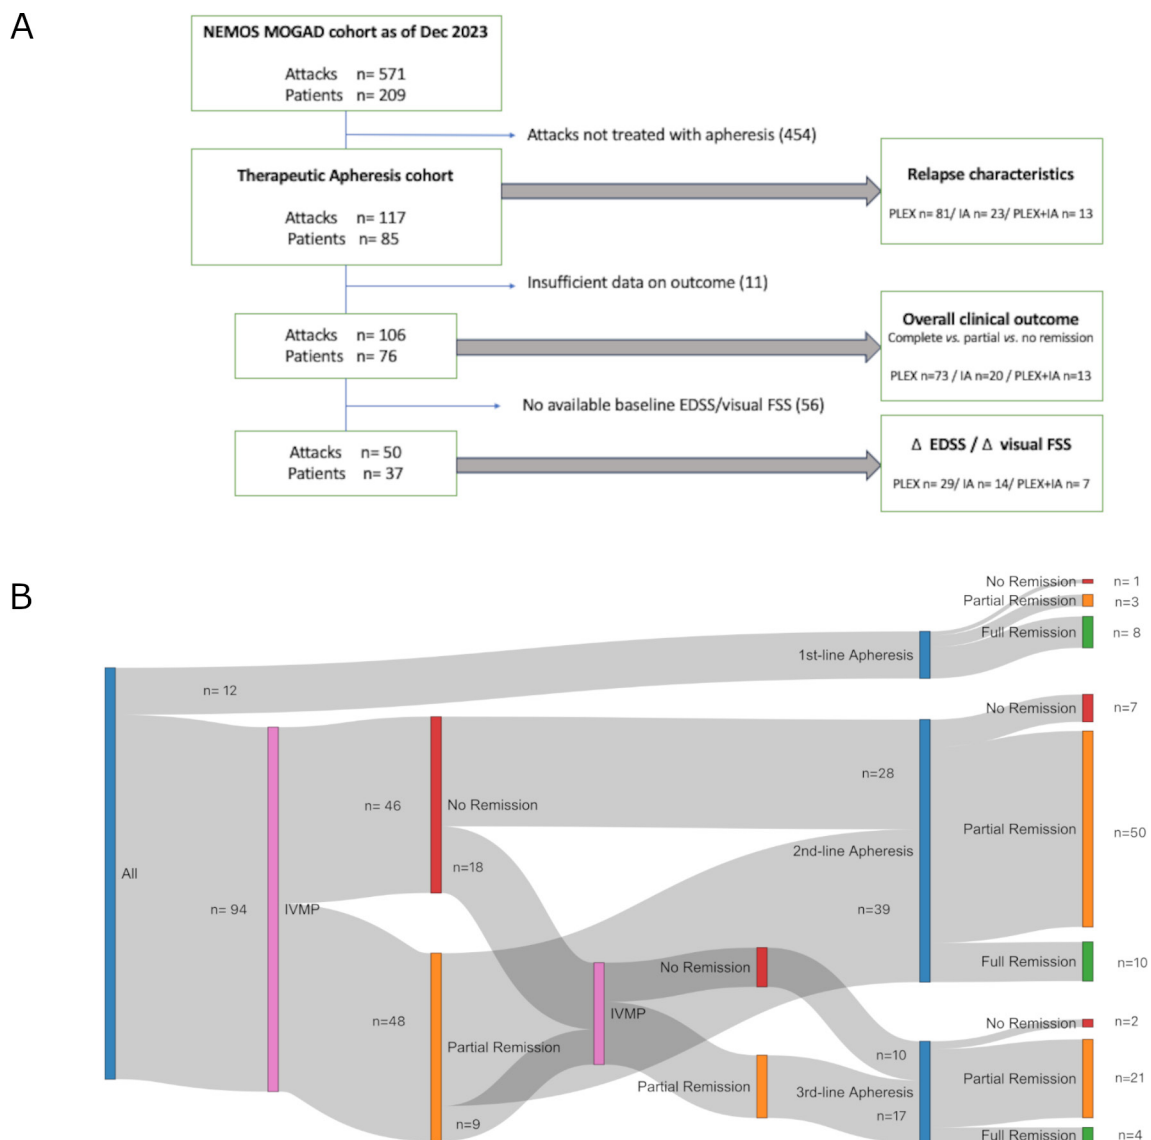 A
NEMOS MOGAD cohort as of Dec 2023
Attacks n= 571
Patients n= 209
Attacks not treated with apheresis (454)
Therapeutic Apheresis cohort
Attacks n= 117
Patients n= 85
Relapse characteristics
PLEX n= 81/ IA n= 23/ PLEX+IA n= 13
Insufficient data on outcome (11)
Attacks n= 106
Patients n= 76
Overall clinical outcome
Complete vs. partial vs. no remission
PLEX n=73 / IA n=20 / PLEX+IA n=13
No available baseline EDSS/visual FSS (56)
Attacks n= 50
Patients n= 37
Δ EDSS / Δ visual FSS
PLEX n= 29/ IA n= 14/ PLEX+IA n= 7
B
No Remission n= 1
Partial Remission n=3
Full Remission n= 8
1st-line Apheresis
n= 12
No Remission n=7
n=28
n= 46
No Remission
Partial Remission n=50
2nd-line Apheresis
n=18
All
n= 94
IVMP
n=39
Full Remission n=10
No Remission
IVMP
n=48
No Remission n=2
Partial Remission
n=10
Partial Remission n=21
Partial Remission
3rd-line Apheresis
n=17
n=9
Full Remission n=4